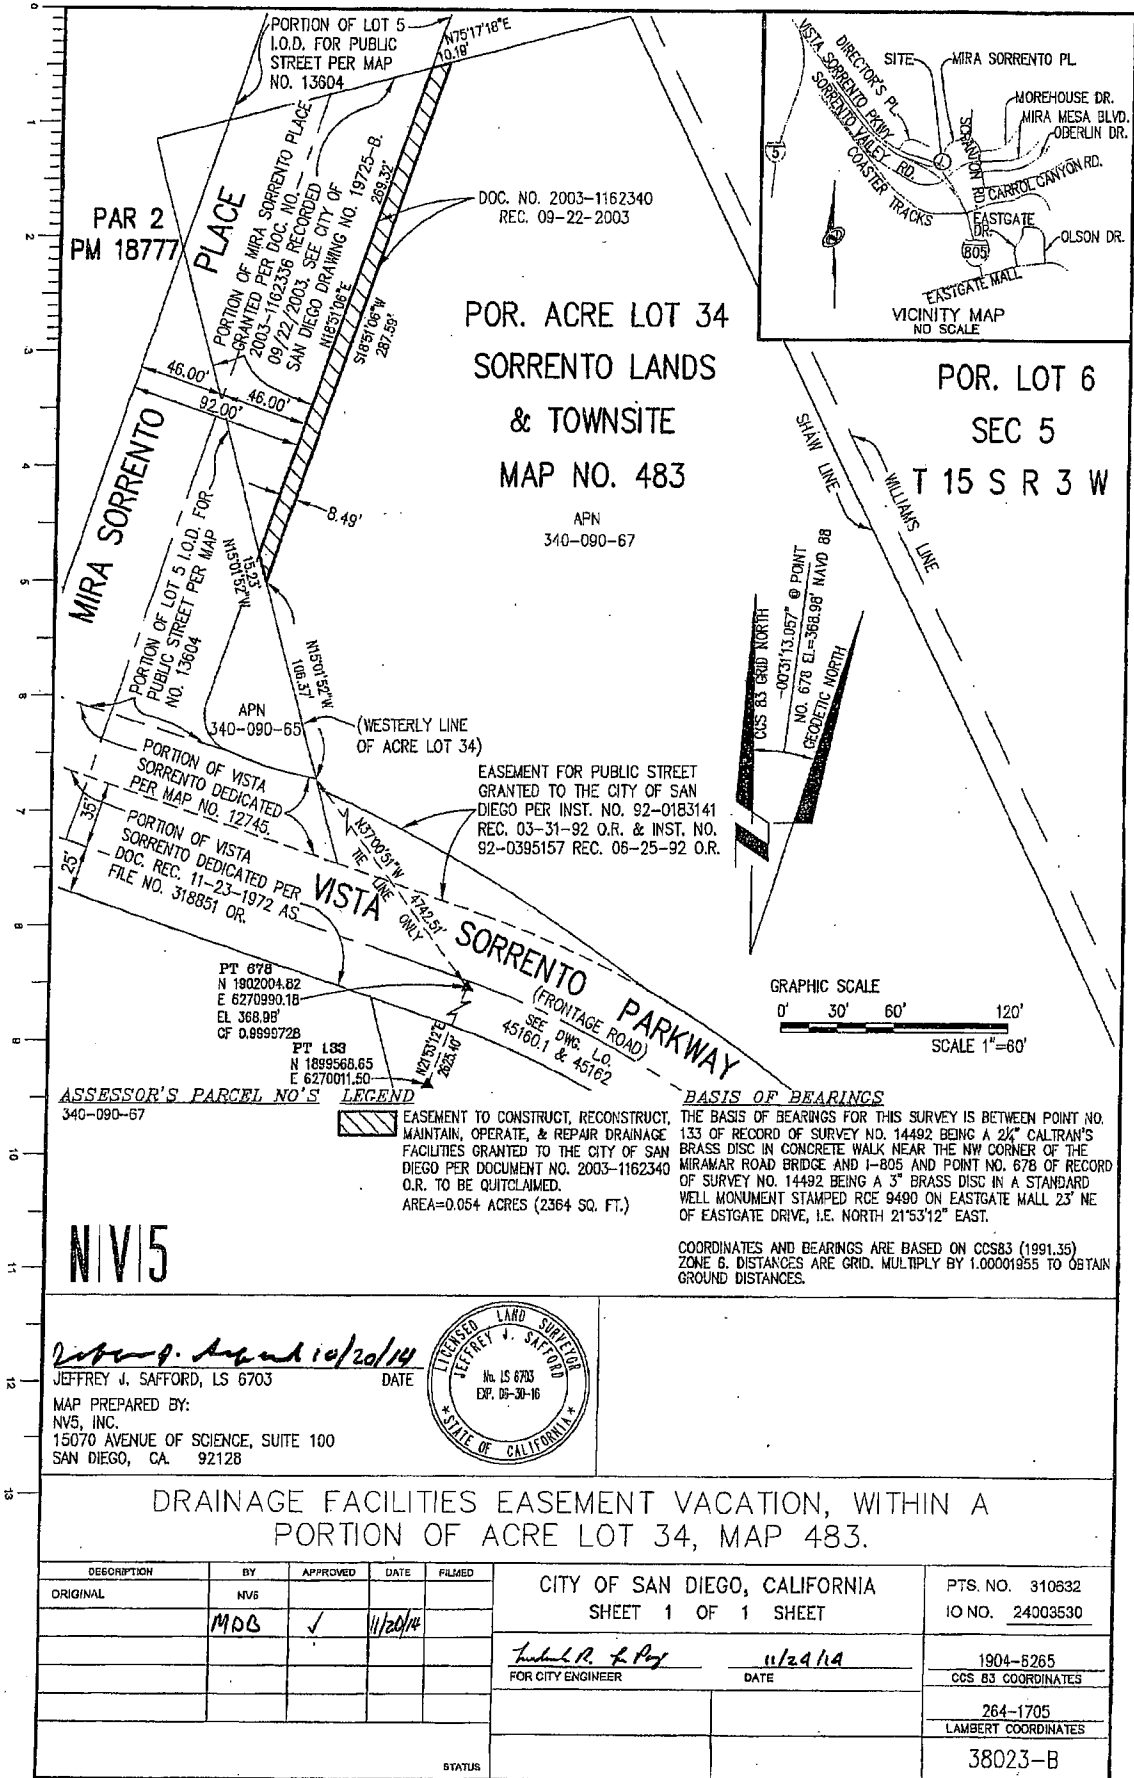 PORTION OF LOT 5
I.O.D. FOR PUBLIC
STREET PER MAP
NO. 13604
N75°17'18"E
10.19'
PAR 2
PM 18777
PLACE
PORTION OF MIRA SORRENTO PLACE
GRANTED PER DOC. NO.
2003-1162336 RECORDED
09/22/2003. SEE CITY OF
SAN DIEGO DRAWING NO. 19725-B.
N18°51'06"E
269.32'
S18°51'06"W
287.59'
DOC. NO. 2003-1162340
REC. 09-22-2003
SITE
MIRA SORRENTO PL.
DIRECTOR'S PL.
VISTA SORRENTO PKWY
SORRENTO VALLEY RD.
COASTER TRACKS
MOREHOUSE DR.
MIRA MESA BLVD.
OBERLIN DR.
SCRANTON RD.
CARROL CANYON RD.
EASTGATE DR.
OLSON DR.
5
805
EASTGATE MALL
VICINITY MAP
NO SCALE
POR. ACRE LOT 34
SORRENTO LANDS
& TOWNSITE
MAP NO. 483
APN
340-090-67
POR. LOT 6
SEC 5
T 15 S R 3 W
SHAW LINE
WILLIAMS LINE
46.00'
46.00'
92.00'
8.49'
MIRA SORRENTO
PORTION OF LOT 5 I.O.D. FOR
PUBLIC STREET PER MAP
NO. 13604
15.23'
N15°01'52"W
N15°01'52"W
106.37'
APN
340-090-65
(WESTERLY LINE
OF ACRE LOT 34)
CCS 83 GRID NORTH
-00°31'13.057" @ POINT
NO. 678 EL=368.98' NAVD 88
GEODETIC NORTH
PORTION OF VISTA
SORRENTO DEDICATED
PER MAP NO. 12745.
PORTION OF VISTA
SORRENTO DEDICATED PER
DOC. REC. 11-23-1972 AS
FILE NO. 318851 OR.
35'
25'
EASEMENT FOR PUBLIC STREET
GRANTED TO THE CITY OF SAN
DIEGO PER INST. NO. 92-0183141
REC. 03-31-92 O.R. & INST. NO.
92-0395157 REC. 06-25-92 O.R.
N37°00'51"W
4742.51'
TIE LINE ONLY
VISTA SORRENTO PARKWAY
(FRONTAGE ROAD)
SEE DWG. L.O.
45160.1 & 45162
PT 678
N 1902004.82
E 6270990.18
EL 368.98'
CF 0.9999728
PT 133
N 1899568.65
E 6270011.50
N21°53'12"E
2625.40'
GRAPHIC SCALE
0' 30' 60' 120'
SCALE 1"=60'
ASSESSOR'S PARCEL NO'S
340-090-67
LEGEND
EASEMENT TO CONSTRUCT, RECONSTRUCT,
MAINTAIN, OPERATE, & REPAIR DRAINAGE
FACILITIES GRANTED TO THE CITY OF SAN
DIEGO PER DOCUMENT NO. 2003-1162340
O.R. TO BE QUITCLAIMED.
AREA=0.054 ACRES (2364 SQ. FT.)
BASIS OF BEARINGS
THE BASIS OF BEARINGS FOR THIS SURVEY IS BETWEEN POINT NO.
133 OF RECORD OF SURVEY NO. 14492 BEING A 2¼" CALTRAN'S
BRASS DISC IN CONCRETE WALK NEAR THE NW CORNER OF THE
MIRAMAR ROAD BRIDGE AND I-805 AND POINT NO. 678 OF RECORD
OF SURVEY NO. 14492 BEING A 3" BRASS DISC IN A STANDARD
WELL MONUMENT STAMPED RCE 9490 ON EASTGATE MALL 23' NE
OF EASTGATE DRIVE, I.E. NORTH 21°53'12" EAST.
COORDINATES AND BEARINGS ARE BASED ON CCS83 (1991.35)
ZONE 6. DISTANCES ARE GRID. MULTIPLY BY 1.00001955 TO OBTAIN
GROUND DISTANCES.
N|V|5
10/20/14
JEFFREY J. SAFFORD, LS 6703 DATE
MAP PREPARED BY:
NV5, INC.
15070 AVENUE OF SCIENCE, SUITE 100
SAN DIEGO, CA. 92128
LICENSED LAND SURVEYOR
JEFFREY J. SAFFORD
No. LS 6703
EXP. 06-30-16
STATE OF CALIFORNIA
DRAINAGE FACILITIES EASEMENT VACATION, WITHIN A
PORTION OF ACRE LOT 34, MAP 483.
DESCRIPTION BY APPROVED DATE FILMED
ORIGINAL NV5
MDB ✓ 11/20/14
STATUS
CITY OF SAN DIEGO, CALIFORNIA
SHEET 1 OF 1 SHEET
11/24/14
FOR CITY ENGINEER DATE
PTS. NO. 310632
IO NO. 24003530
1904-6265
CCS 83 COORDINATES
264-1705
LAMBERT COORDINATES
38023-B
0
1
2
3
4
5
6
7
8
9
10
11
12
13